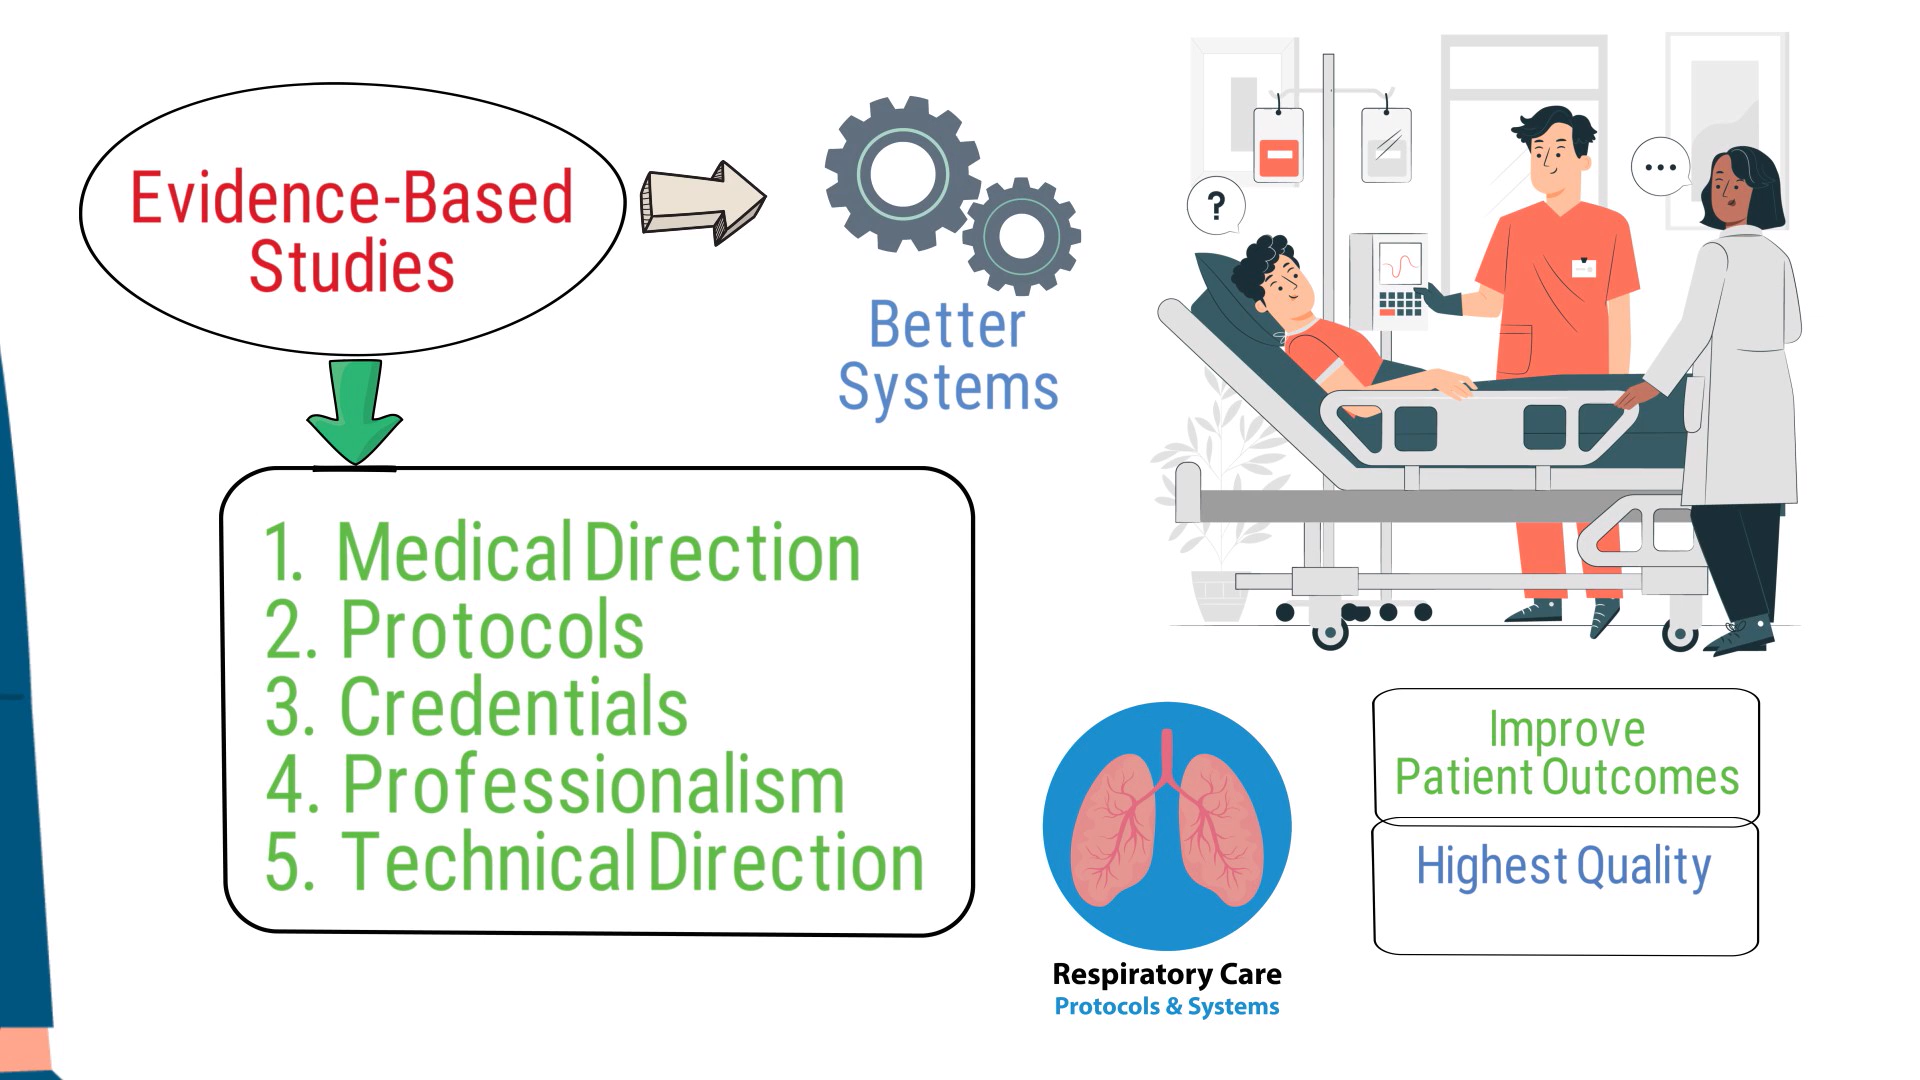 Evidence-Based
Studies
Better
Systems
?
...
1. Medical Direction
2. Protocols
3. Credentials
4. Professionalism
5. Technical Direction
Respiratory Care
Protocols & Systems
Improve
Patient Outcomes
Highest Quality